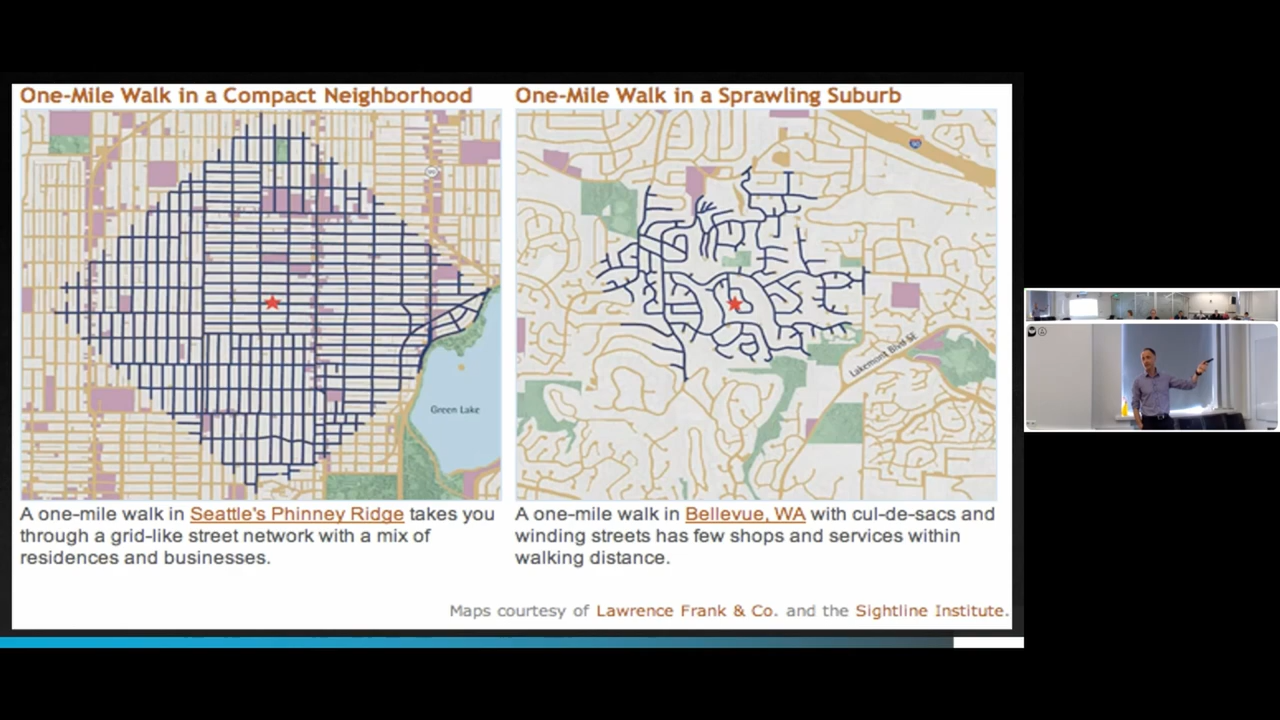 One-Mile Walk in a Compact Neighborhood
One-Mile Walk in a Sprawling Suburb
Green Lake
Lakemont Blvd SE
A one-mile walk in Seattle's Phinney Ridge takes you
through a grid-like street network with a mix of
residences and businesses.
A one-mile walk in Bellevue, WA with cul-de-sacs and
winding streets has few shops and services within
walking distance.
Maps courtesy of Lawrence Frank & Co. and the Sightline Institute.